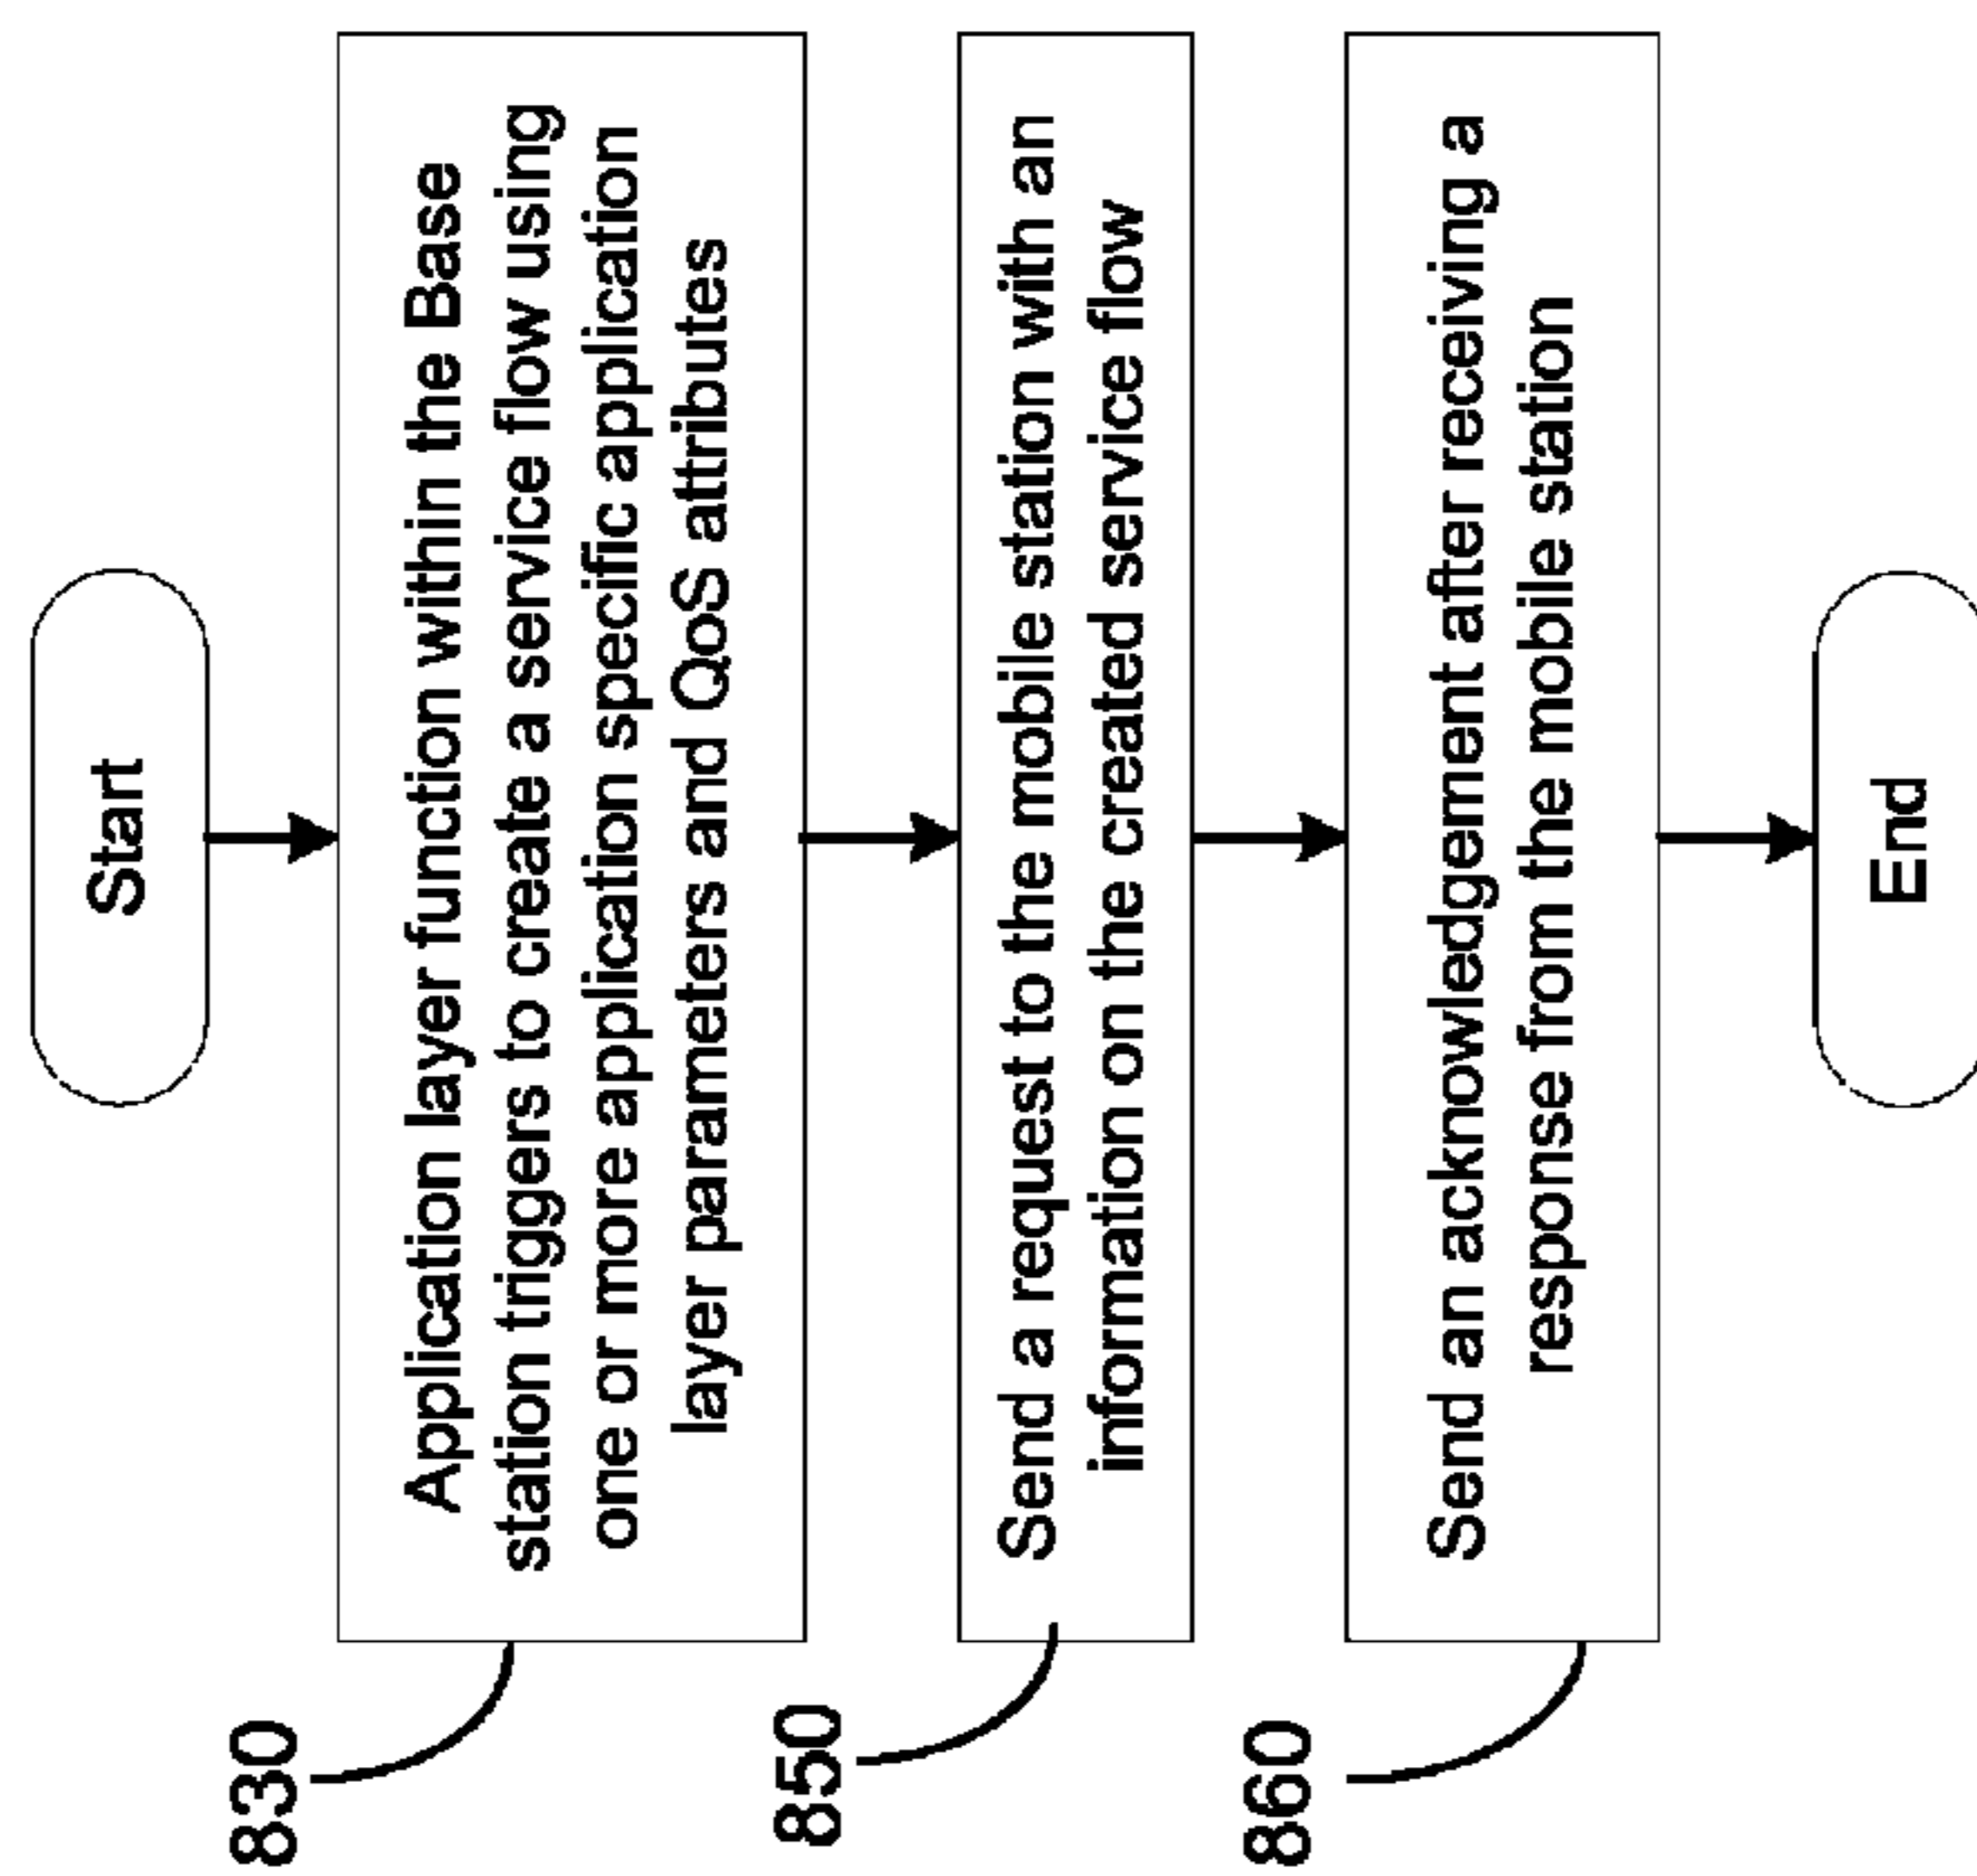 Start
830
Application layer function within the Base
station triggers to create a service flow using
one or more application specific application
layer parameters and QoS attributes
850
Send a request to the mobile station with an
information on the created service flow
860
Send an acknowledgement after receiving a
response from the mobile station
End